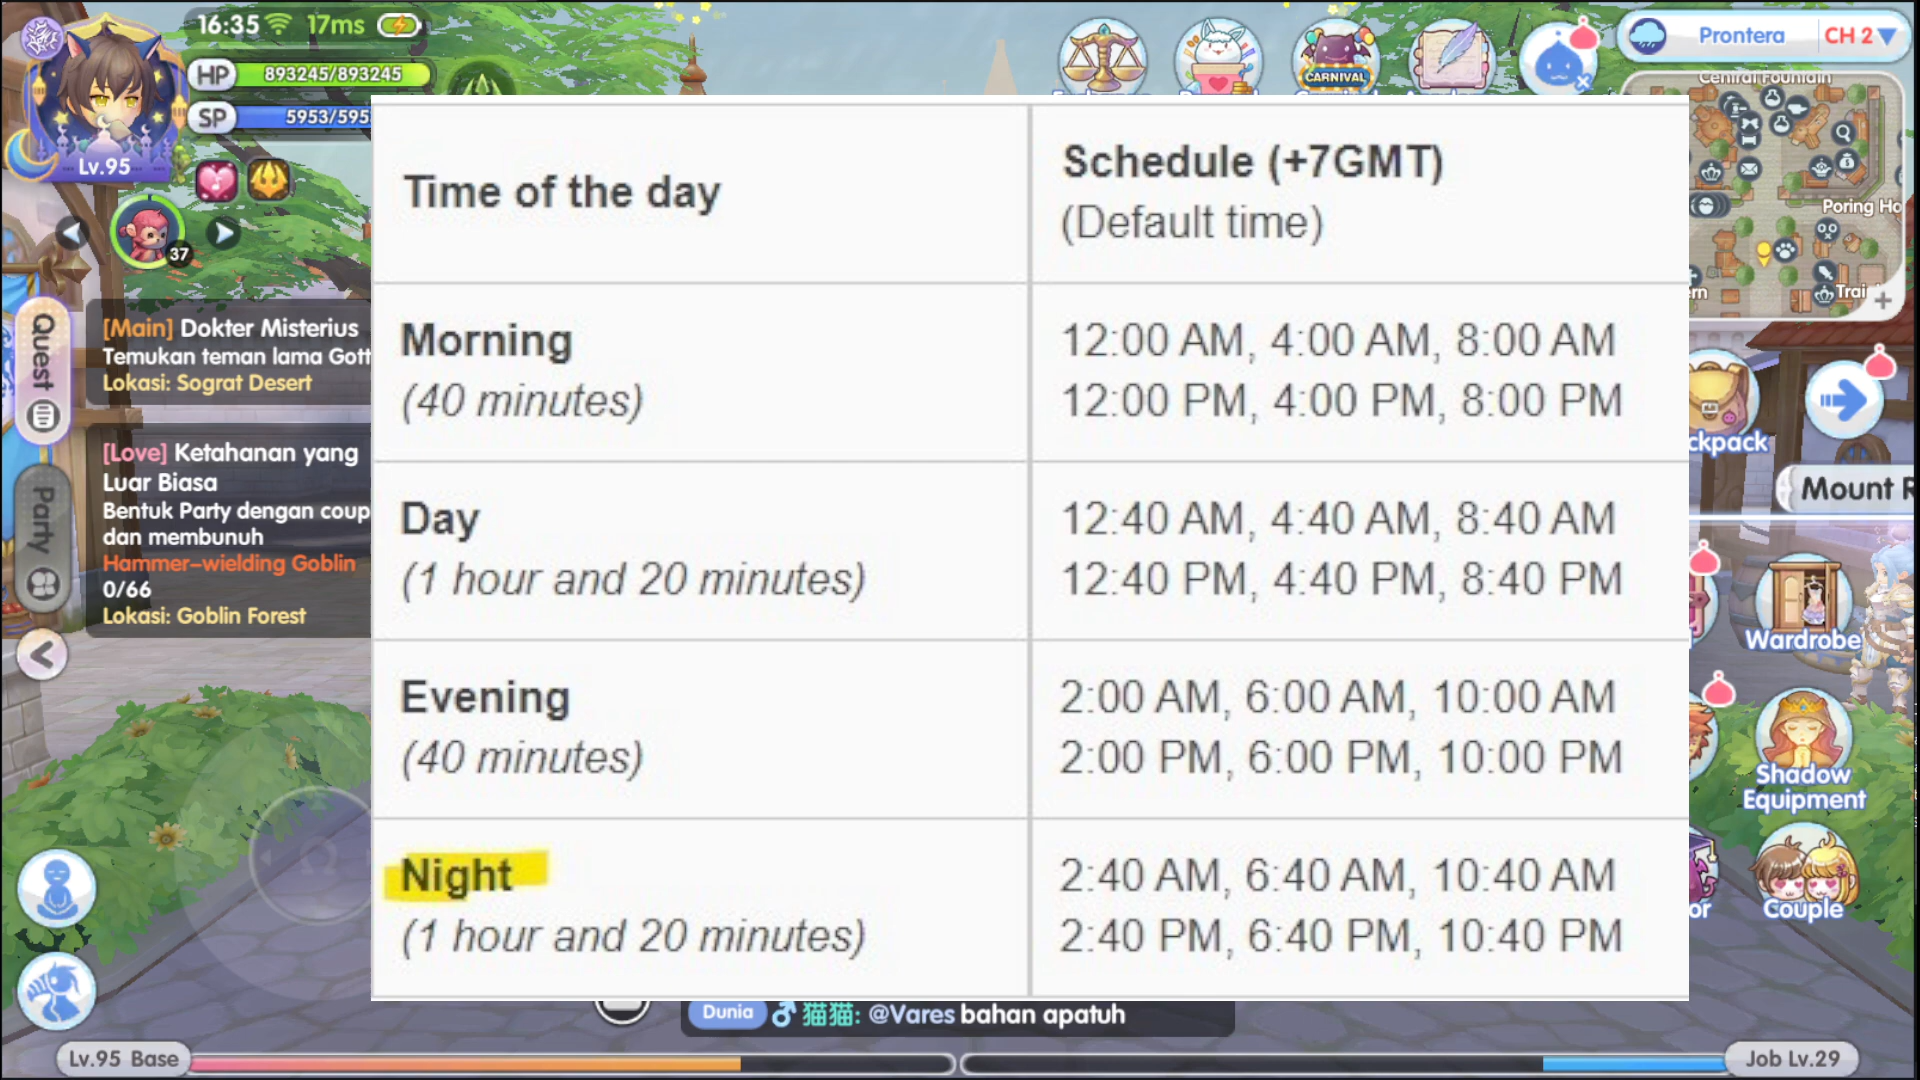 16:35 17ms
HP 893245/893245
SP 5953/595
Lv.95
37
CARNIVAL
Prontera CH 2
Central Fountain
Poring Ho
Trai
rn
Quest
[Main] Dokter Misterius
Temukan teman lama Gott
Lokasi: Sograt Desert
Party
[Love] Ketahanan yang
Luar Biasa
Bentuk Party dengan coup
dan membunuh
Hammer-wielding Goblin
0/66
Lokasi: Goblin Forest
Time of the day
Schedule (+7GMT)
(Default time)
Morning
(40 minutes)
12:00 AM, 4:00 AM, 8:00 AM
12:00 PM, 4:00 PM, 8:00 PM
Day
(1 hour and 20 minutes)
12:40 AM, 4:40 AM, 8:40 AM
12:40 PM, 4:40 PM, 8:40 PM
Evening
(40 minutes)
2:00 AM, 6:00 AM, 10:00 AM
2:00 PM, 6:00 PM, 10:00 PM
Night
(1 hour and 20 minutes)
2:40 AM, 6:40 AM, 10:40 AM
2:40 PM, 6:40 PM, 10:40 PM
ckpack
Mount R
Wardrobe
Shadow
Equipment
or
Couple
Dunia 猫猫: @Vares bahan apatuh
Lv.95 Base
Job Lv.29